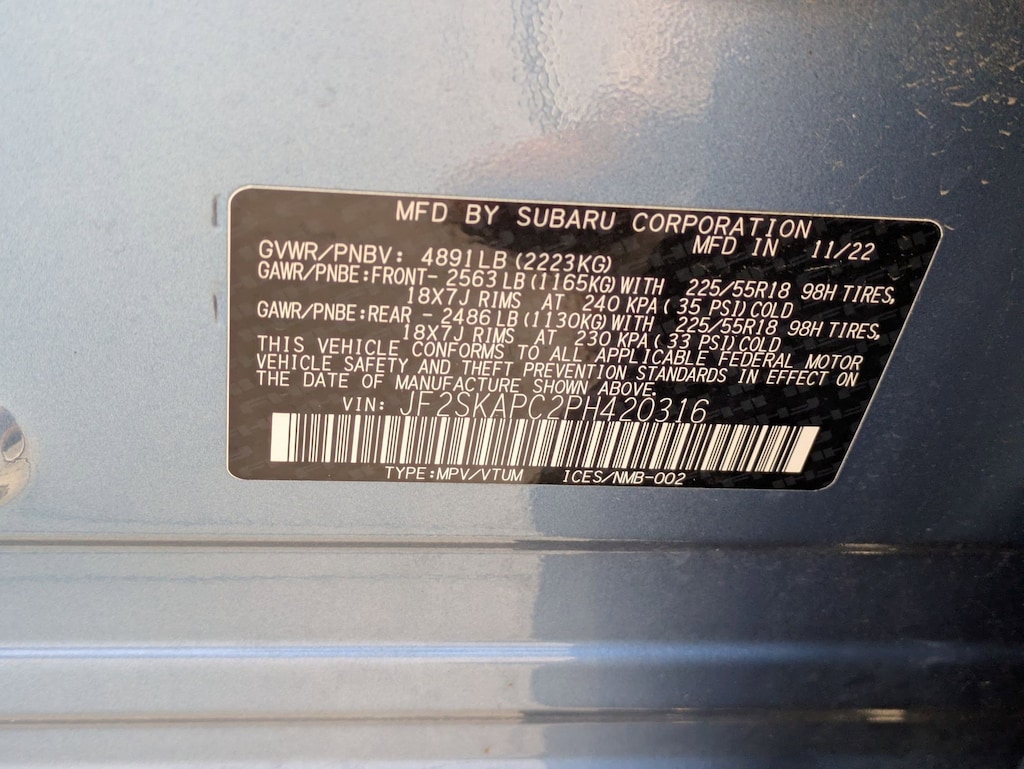 MFD BY SUBARU CORPORATION
MFD IN 11/22
GVWR/PNBV: 4891LB(2223KG)
GAWR/PNBE:FRONT- 2563LB(1165KG)WITH 225/55R18 98H TIRES,
18X7J RIMS AT 240 KPA(35 PSI)COLD
GAWR/PNBE:REAR - 2486LB(1130KG)WITH 225/55R18 98H TIRES,
18X7J RIMS AT 230 KPA(33 PSI)COLD
THIS VEHICLE CONFORMS TO ALL APPLICABLE FEDERAL MOTOR
VEHICLE SAFETY AND THEFT PREVENTION STANDARDS IN EFFECT ON
THE DATE OF MANUFACTURE SHOWN ABOVE.
VIN: JF2SKAPC2PH420316
TYPE:MPV/VTUM ICES/NMB-002